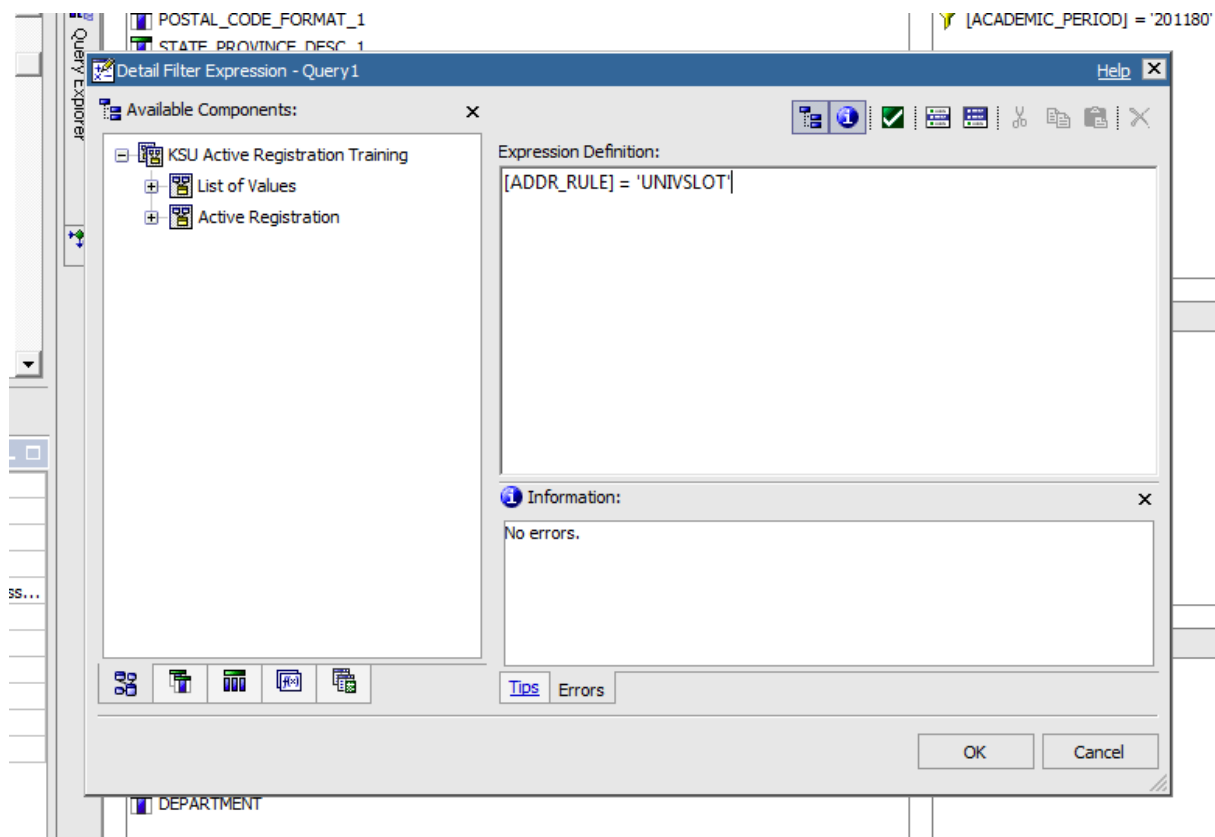 POSTAL_CODE_FORMAT_1
[ACADEMIC_PERIOD] = '201180'
STATE_PROVINCE_DESC_1
Query Explorer
Detail Filter Expression - Query1
Help
Available Components:
KSU Active Registration Training
List of Values
Active Registration
Expression Definition:
[ADDR_RULE] = 'UNIVSLOT'
Information:
No errors.
ss...
Tips
Errors
OK
Cancel
DEPARTMENT